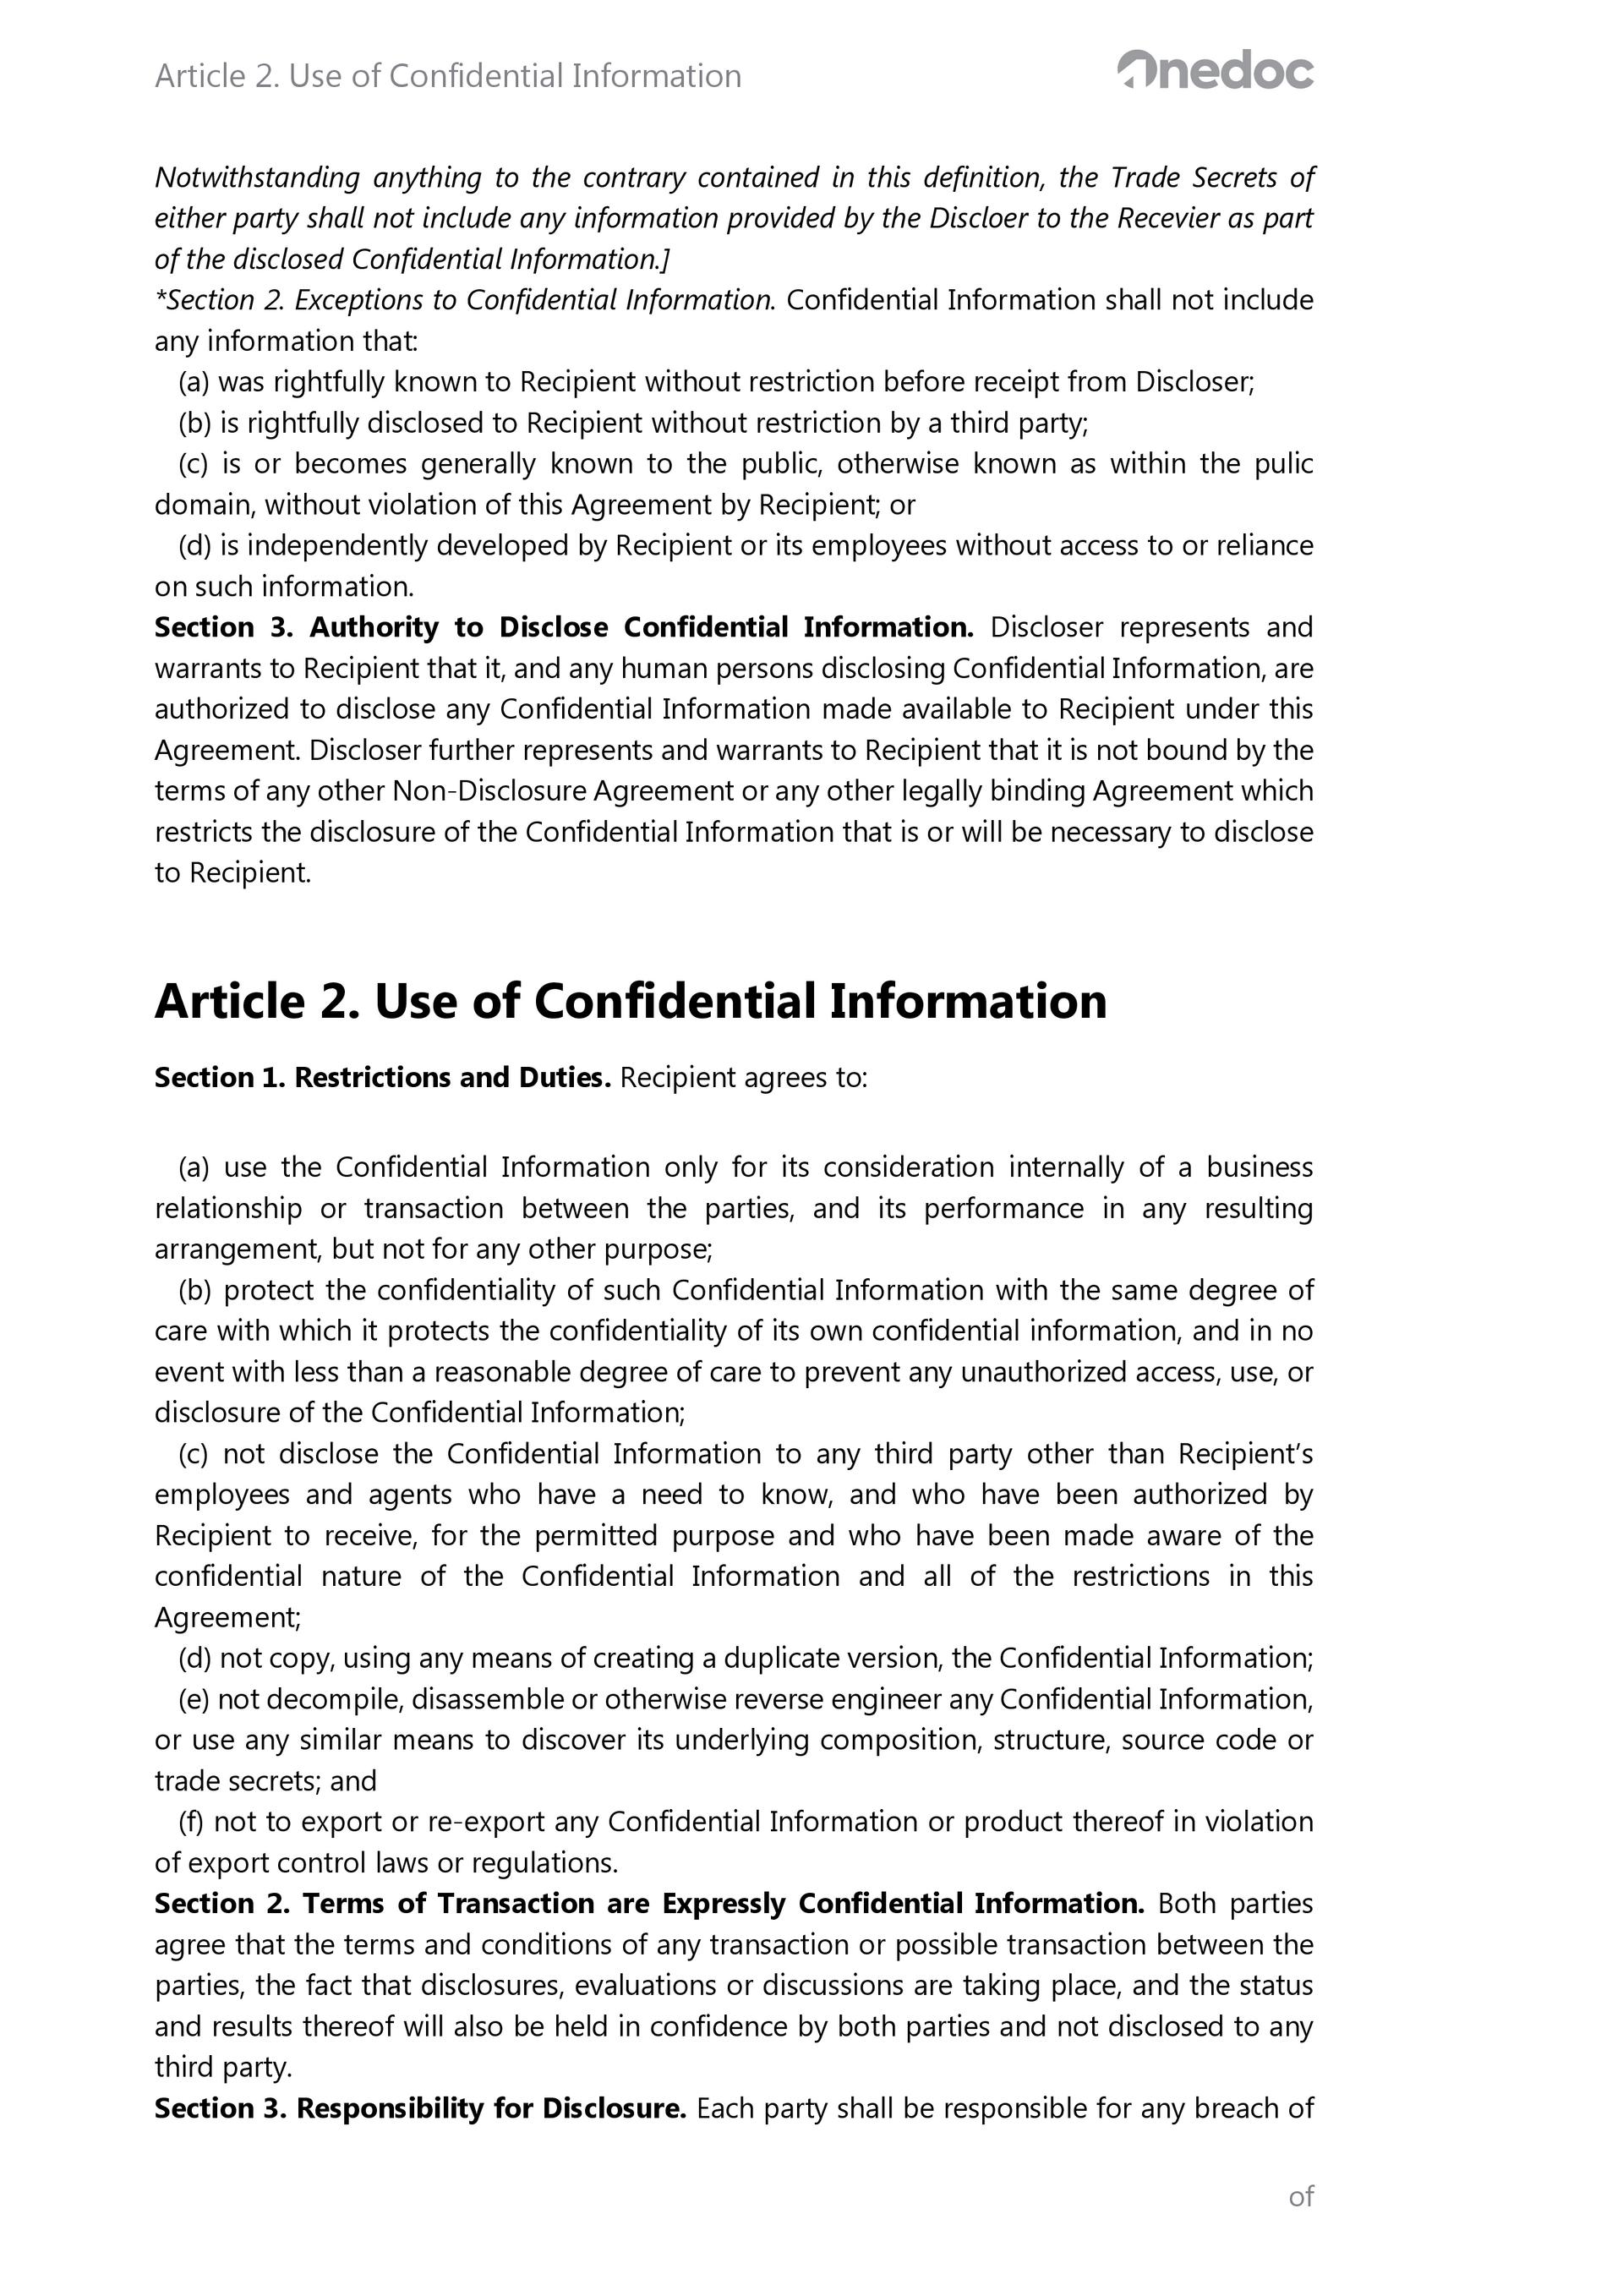 Article 2. Use of Confidential Information
Onedoc
Notwithstanding anything to the contrary contained in this definition, the Trade Secrets of
either party shall not include any information provided by the Discloer to the Recevier as part
of the disclosed Confidential Information.]
*Section 2. Exceptions to Confidential Information. Confidential Information shall not include
any information that:
(a) was rightfully known to Recipient without restriction before receipt from Discloser;
(b) is rightfully disclosed to Recipient without restriction by a third party;
(c) is or becomes generally known to the public, otherwise known as within the pulic
domain, without violation of this Agreement by Recipient; or
(d) is independently developed by Recipient or its employees without access to or reliance
on such information.
Section 3. Authority to Disclose Confidential Information. Discloser represents and
warrants to Recipient that it, and any human persons disclosing Confidential Information, are
authorized to disclose any Confidential Information made available to Recipient under this
Agreement. Discloser further represents and warrants to Recipient that it is not bound by the
terms of any other Non-Disclosure Agreement or any other legally binding Agreement which
restricts the disclosure of the Confidential Information that is or will be necessary to disclose
to Recipient.
Article 2. Use of Confidential Information
Section 1. Restrictions and Duties. Recipient agrees to:
(a) use the Confidential Information only for its consideration internally of a business
relationship or transaction between the parties, and its performance in any resulting
arrangement, but not for any other purpose;
(b) protect the confidentiality of such Confidential Information with the same degree of
care with which it protects the confidentiality of its own confidential information, and in no
event with less than a reasonable degree of care to prevent any unauthorized access, use, or
disclosure of the Confidential Information;
(c) not disclose the Confidential Information to any third party other than Recipient’s
employees and agents who have a need to know, and who have been authorized by
Recipient to receive, for the permitted purpose and who have been made aware of the
confidential nature of the Confidential Information and all of the restrictions in this
Agreement;
(d) not copy, using any means of creating a duplicate version, the Confidential Information;
(e) not decompile, disassemble or otherwise reverse engineer any Confidential Information,
or use any similar means to discover its underlying composition, structure, source code or
trade secrets; and
(f) not to export or re-export any Confidential Information or product thereof in violation
of export control laws or regulations.
Section 2. Terms of Transaction are Expressly Confidential Information. Both parties
agree that the terms and conditions of any transaction or possible transaction between the
parties, the fact that disclosures, evaluations or discussions are taking place, and the status
and results thereof will also be held in confidence by both parties and not disclosed to any
third party.
Section 3. Responsibility for Disclosure. Each party shall be responsible for any breach of
of